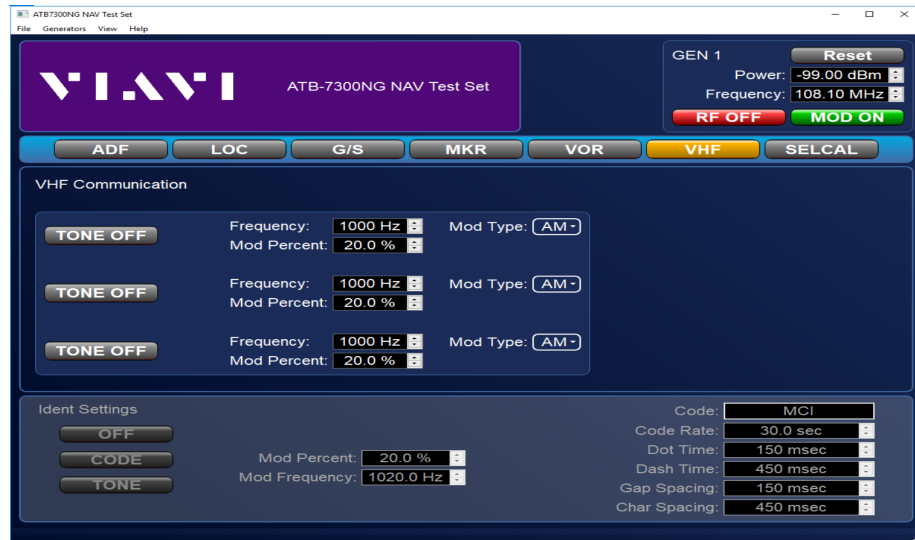 ATB7300NG NAV Test Set
File Generators View Help
VIAVI
ATB-7300NG NAV Test Set
GEN 1 Reset
Power: -99.00 dBm
Frequency: 108.10 MHz
RF OFF MOD ON
ADF LOC G/S MKR VOR VHF SELCAL
VHF Communication
TONE OFF
Frequency: 1000 Hz Mod Type: AM
Mod Percent: 20.0 %
TONE OFF
Frequency: 1000 Hz Mod Type: AM
Mod Percent: 20.0 %
TONE OFF
Frequency: 1000 Hz Mod Type: AM
Mod Percent: 20.0 %
Ident Settings
OFF
CODE
TONE
Mod Percent: 20.0 %
Mod Frequency: 1020.0 Hz
Code: MCI
Code Rate: 30.0 sec
Dot Time: 150 msec
Dash Time: 450 msec
Gap Spacing: 150 msec
Char Spacing: 450 msec